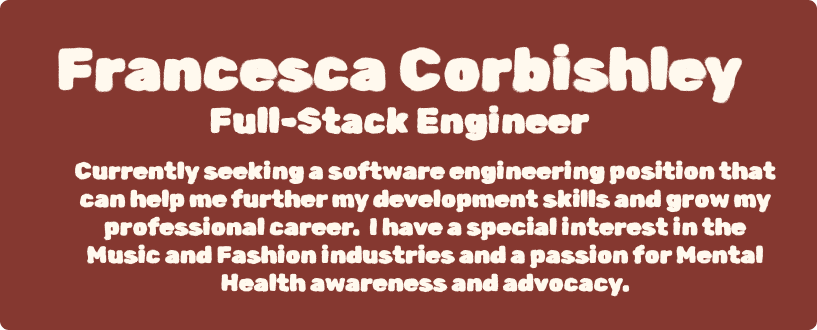 Francesca Corbishley
Full-Stack Engineer
Currently seeking a software engineering position that
can help me further my development skills and grow my
professional career. I have a special interest in the
Music and Fashion industries and a passion for Mental
Health awareness and advocacy.